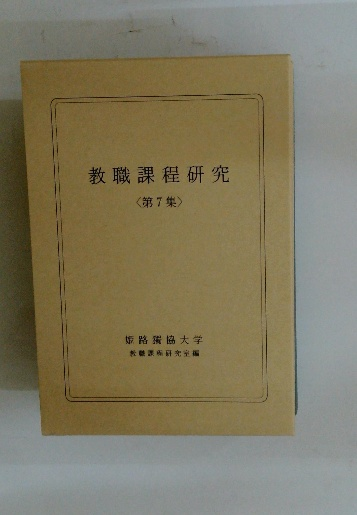 教職課程研究
〈第7集〉
姫路獨協大学
教職課程研究室編